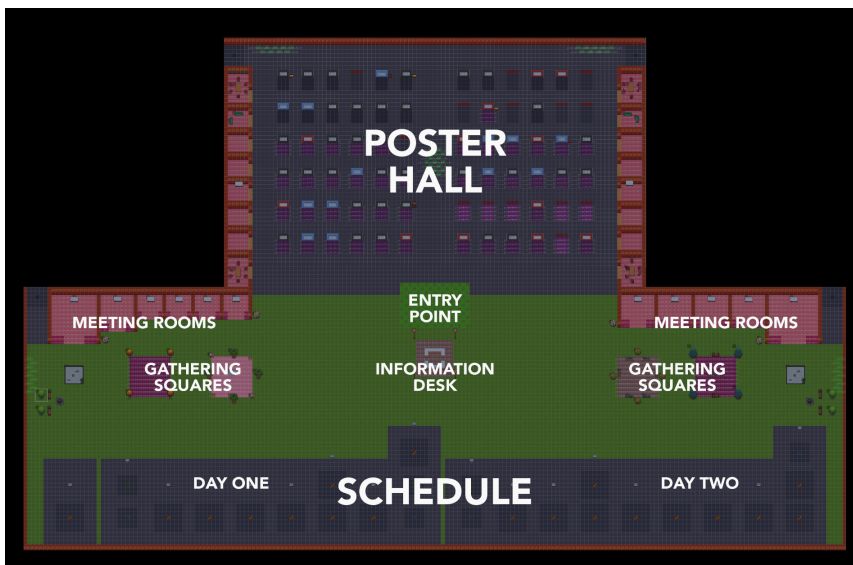 POSTER
HALL
ENTRY
POINT
MEETING ROOMS
MEETING ROOMS
GATHERING
SQUARES
INFORMATION
DESK
GATHERING
SQUARES
DAY ONE
SCHEDULE
DAY TWO